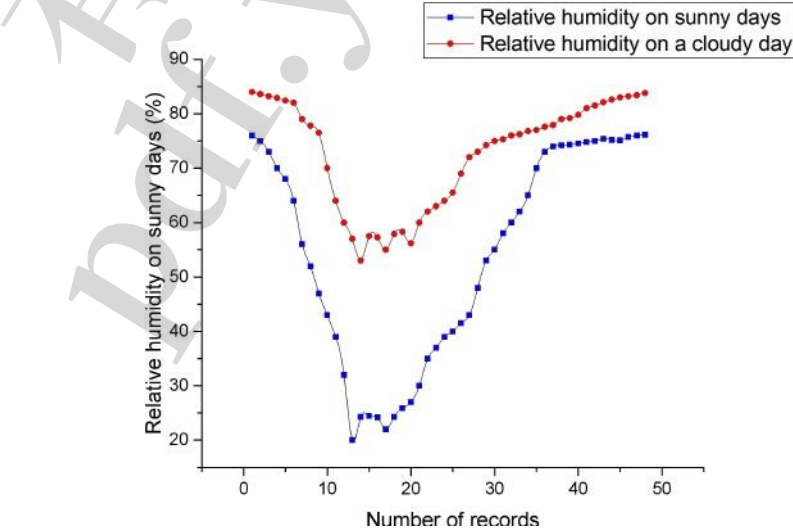 Relative humidity on sunny days
Relative humidity on a cloudy day
90
80
70
60
50
40
30
20
Relative humidity on sunny days (%)
0
10
20
30
40
50
Number of records
pdf.y